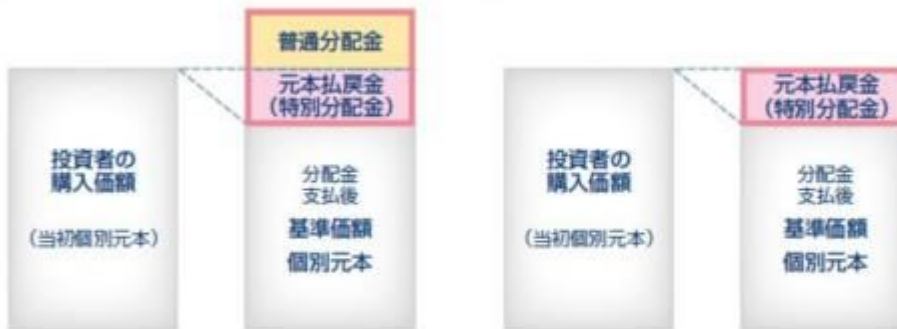 普通分配金
元本払戻金
（特別分配金）
投資者の
購入価額
（当初個別元本）
分配金
支払後
基準価額
個別元本
元本払戻金
（特別分配金）
投資者の
購入価額
（当初個別元本）
分配金
支払後
基準価額
個別元本